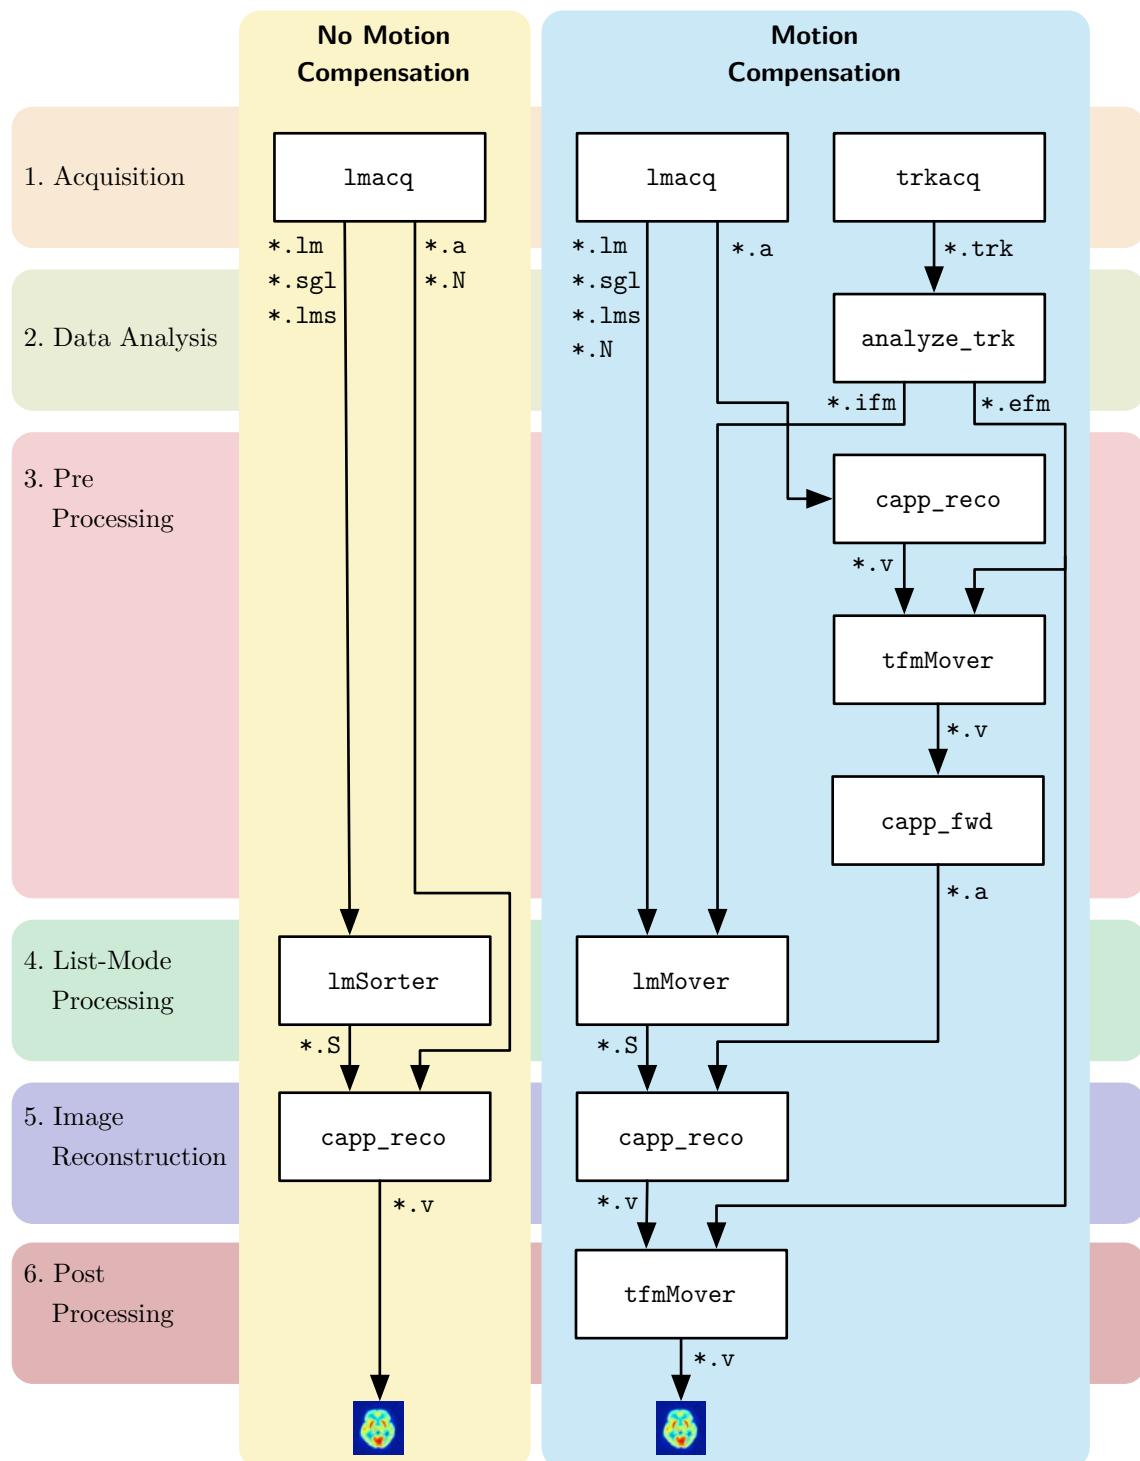 No Motion
Compensation
Motion
Compensation
1. Acquisition
lmacq
lmacq
trkacq
*.lm
*.sgl
*.lms
*.a
*.N
*.lm
*.sgl
*.lms
*.N
*.a
*.trk
2. Data Analysis
analyze_trk
*.ifm
*.efm
3. Pre
Processing
capp_reco
*.v
tfmMover
*.v
capp_fwd
*.a
4. List-Mode
Processing
lmSorter
lmMover
*.S
*.S
5. Image
Reconstruction
capp_reco
capp_reco
*.v
*.v
6. Post
Processing
tfmMover
*.v